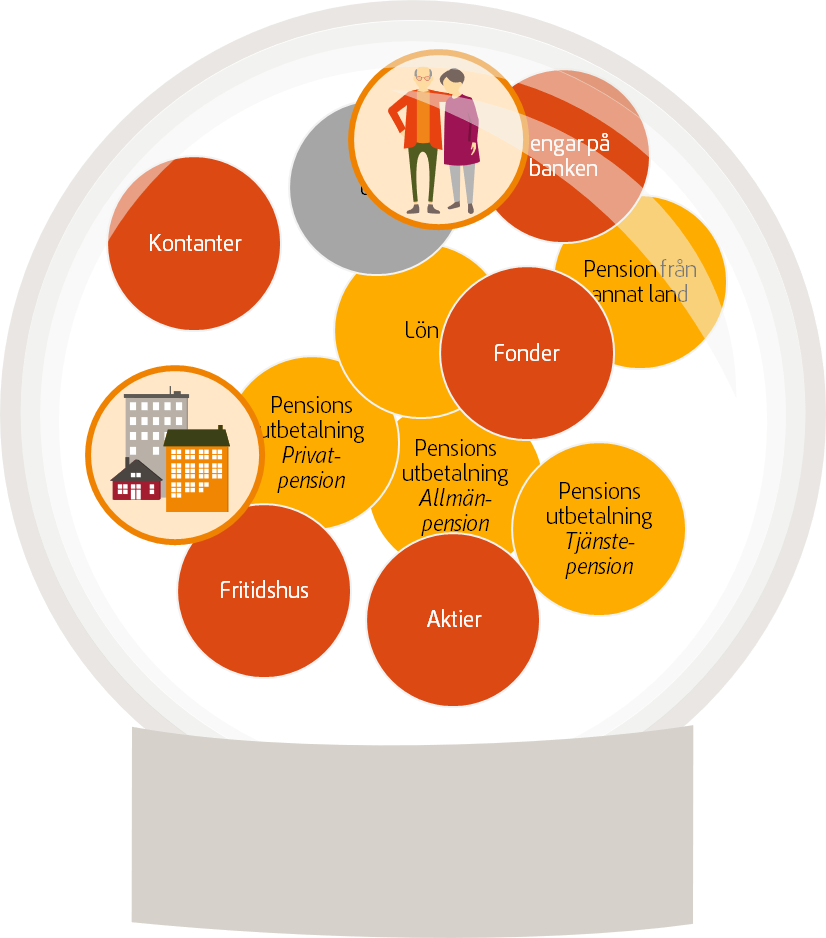 engar på
banken
Kontanter
Pension från
annat land
Lön
Fonder
Pensions
utbetalning
Privat-
pension
Pensions
utbetalning
Allmän-
pension
Pensions
utbetalning
Tjänste-
pension
Fritidshus
Aktier